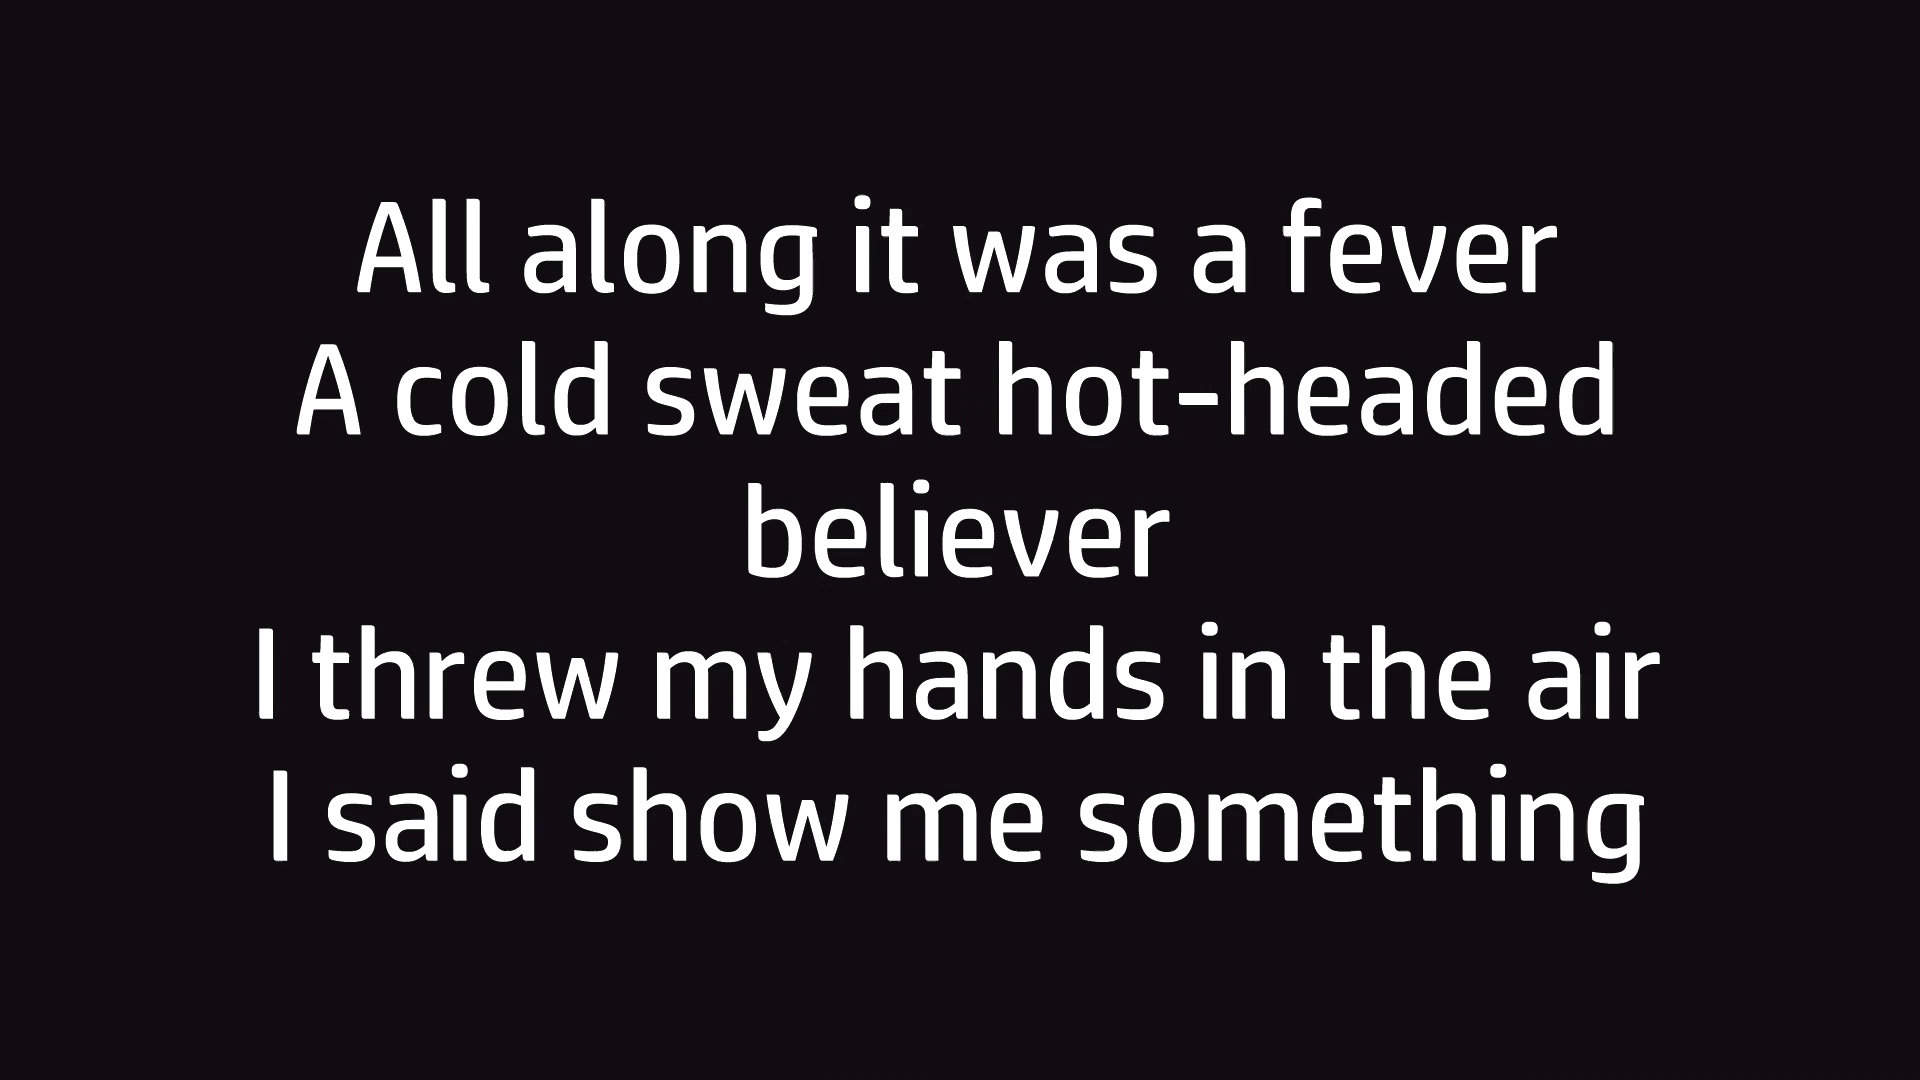 All along it was a fever
A cold sweat hot-headed
believer
I threw my hands in the air
I said show me something